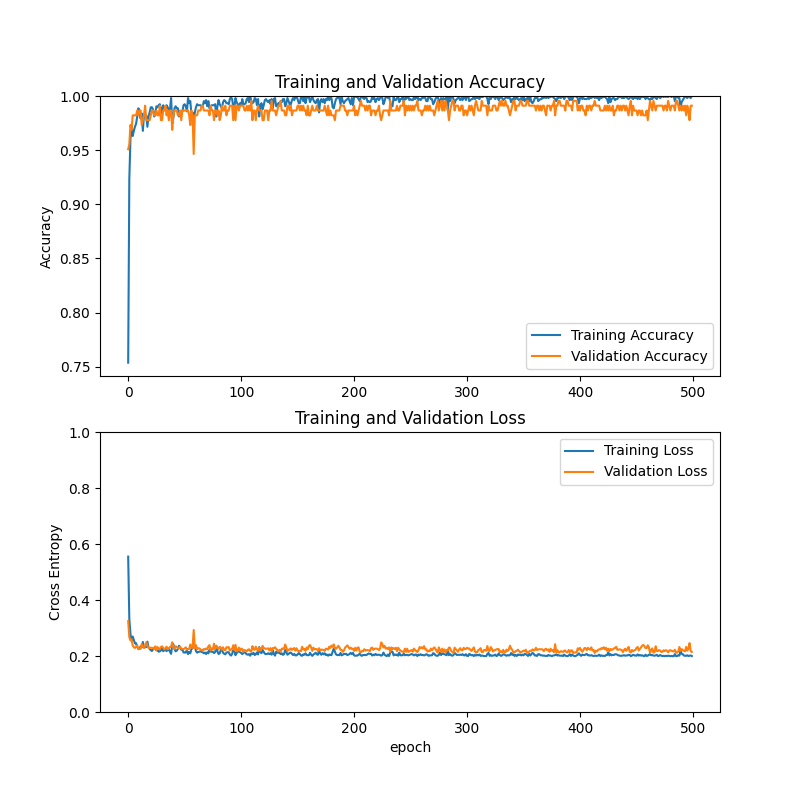 Training and Validation Accuracy
1.00
0.95
0.90
0.85
0.80
0.75
Accuracy
Training Accuracy
Validation Accuracy
0 100 200 300 400 500
Training and Validation Loss
1.0
0.8
0.6
0.4
0.2
0.0
Cross Entropy
Training Loss
Validation Loss
0 100 200 300 400 500
epoch